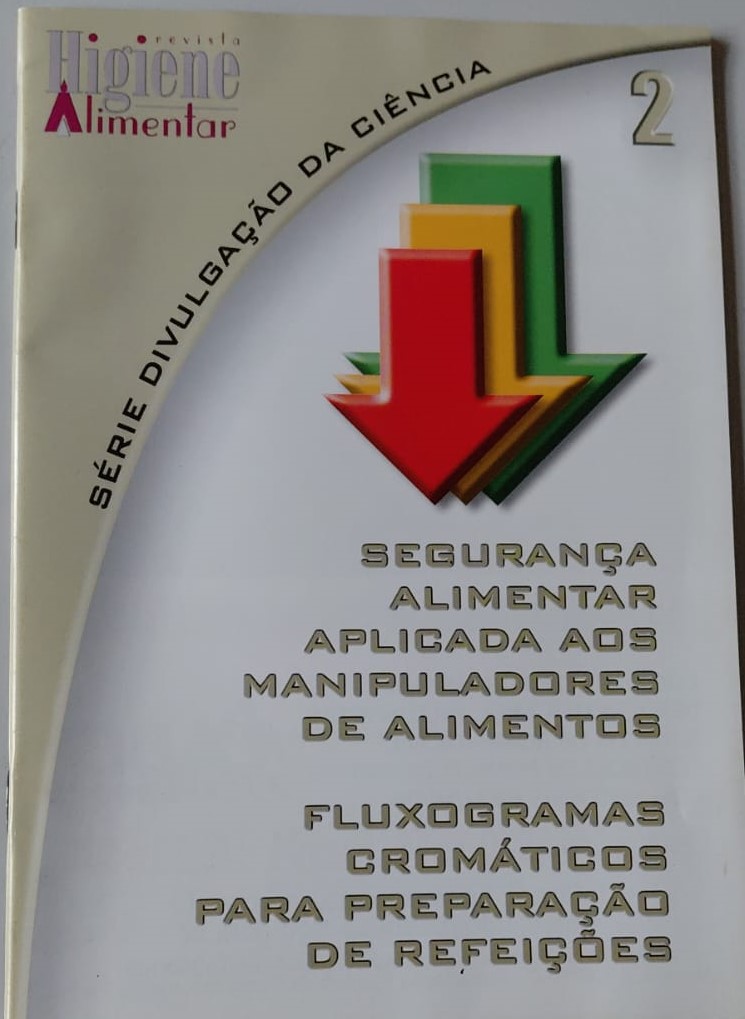 revista
Higiene
Alimentar
SÉRIE DIVULGAÇÃO DA CIÊNCIA
2
SEGURANÇA
ALIMENTAR
APLICADA AOS
MANIPULADORES
DE ALIMENTOS
FLUXOGRAMAS
CROMÁTICOS
PARA PREPARAÇÃO
DE REFEIÇÕES